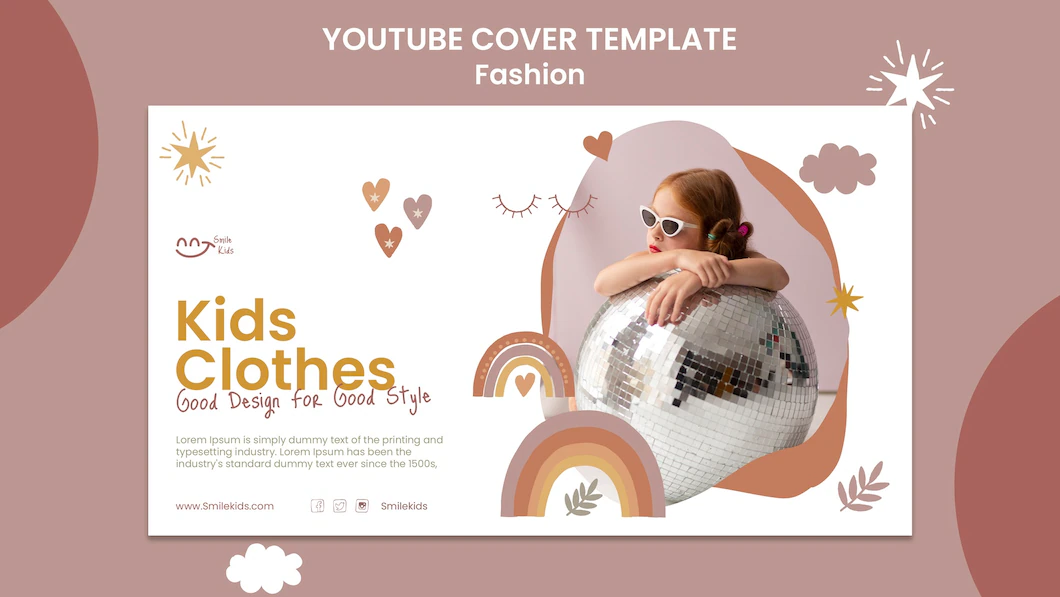 YOUTUBE COVER TEMPLATE
Fashion
Smile
Kids
Kids
Clothes
Good Design for Good Style
Lorem Ipsum is simply dummy text of the printing and
typesetting industry. Lorem Ipsum has been the
industry's standard dummy text ever since the 1500s,
www.Smilekids.com
Smilekids